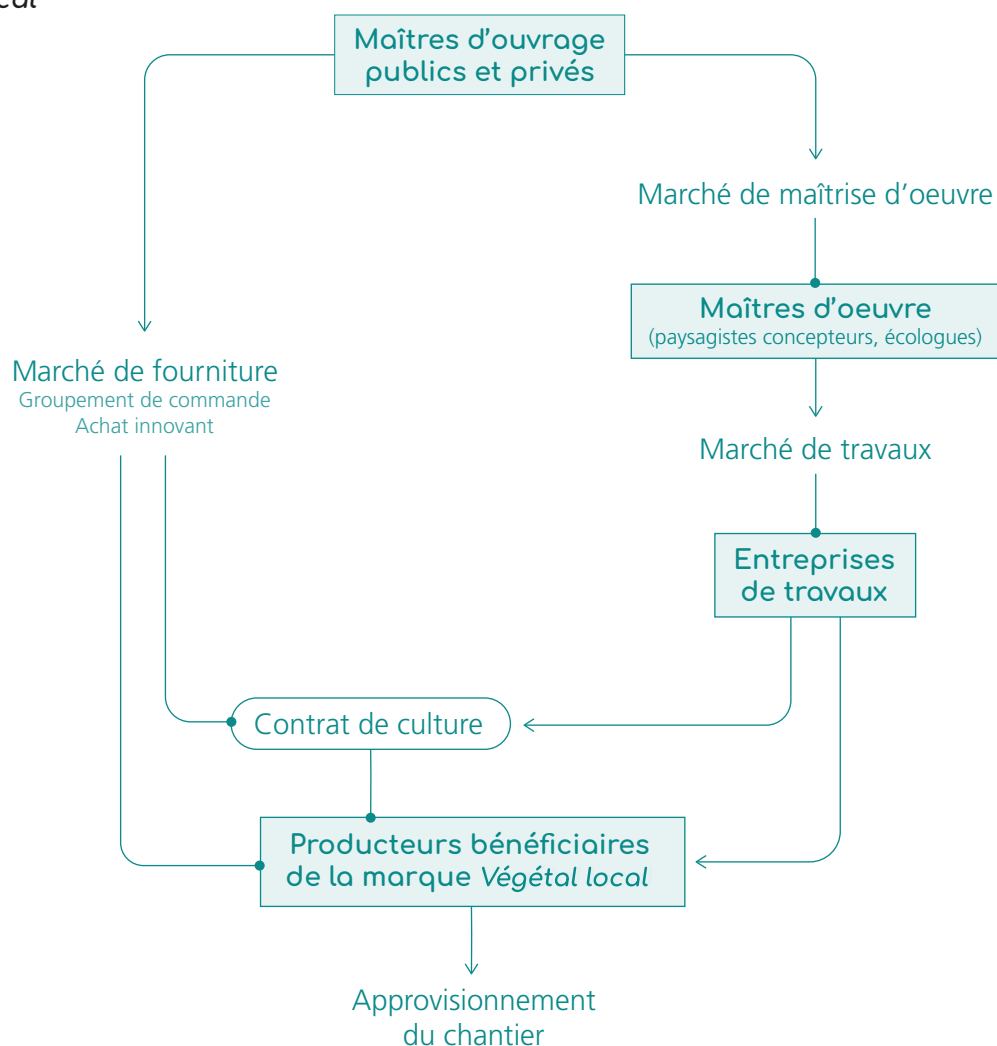 Maîtres d'ouvrage
publics et privés
Marché de maîtrise d'oeuvre
Maîtres d'oeuvre
(paysagistes concepteurs, écologues)
Marché de fourniture
Groupement de commande
Achat innovant
Marché de travaux
Entreprises
de travaux
Contrat de culture
Producteurs bénéficiaires
de la marque Végétal local
Approvisionnement
du chantier